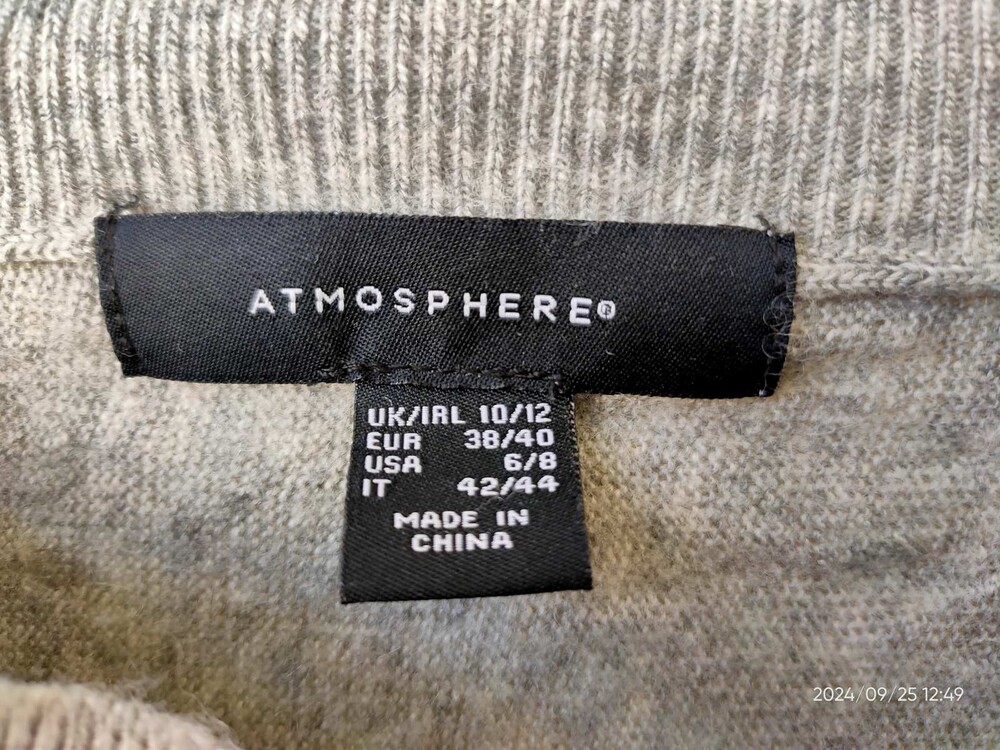 ATMOSPHERE®
UK/IRL 10/12
EUR 38/40
USA 6/8
IT 42/44
MADE IN
CHINA
2024/09/25 12:49